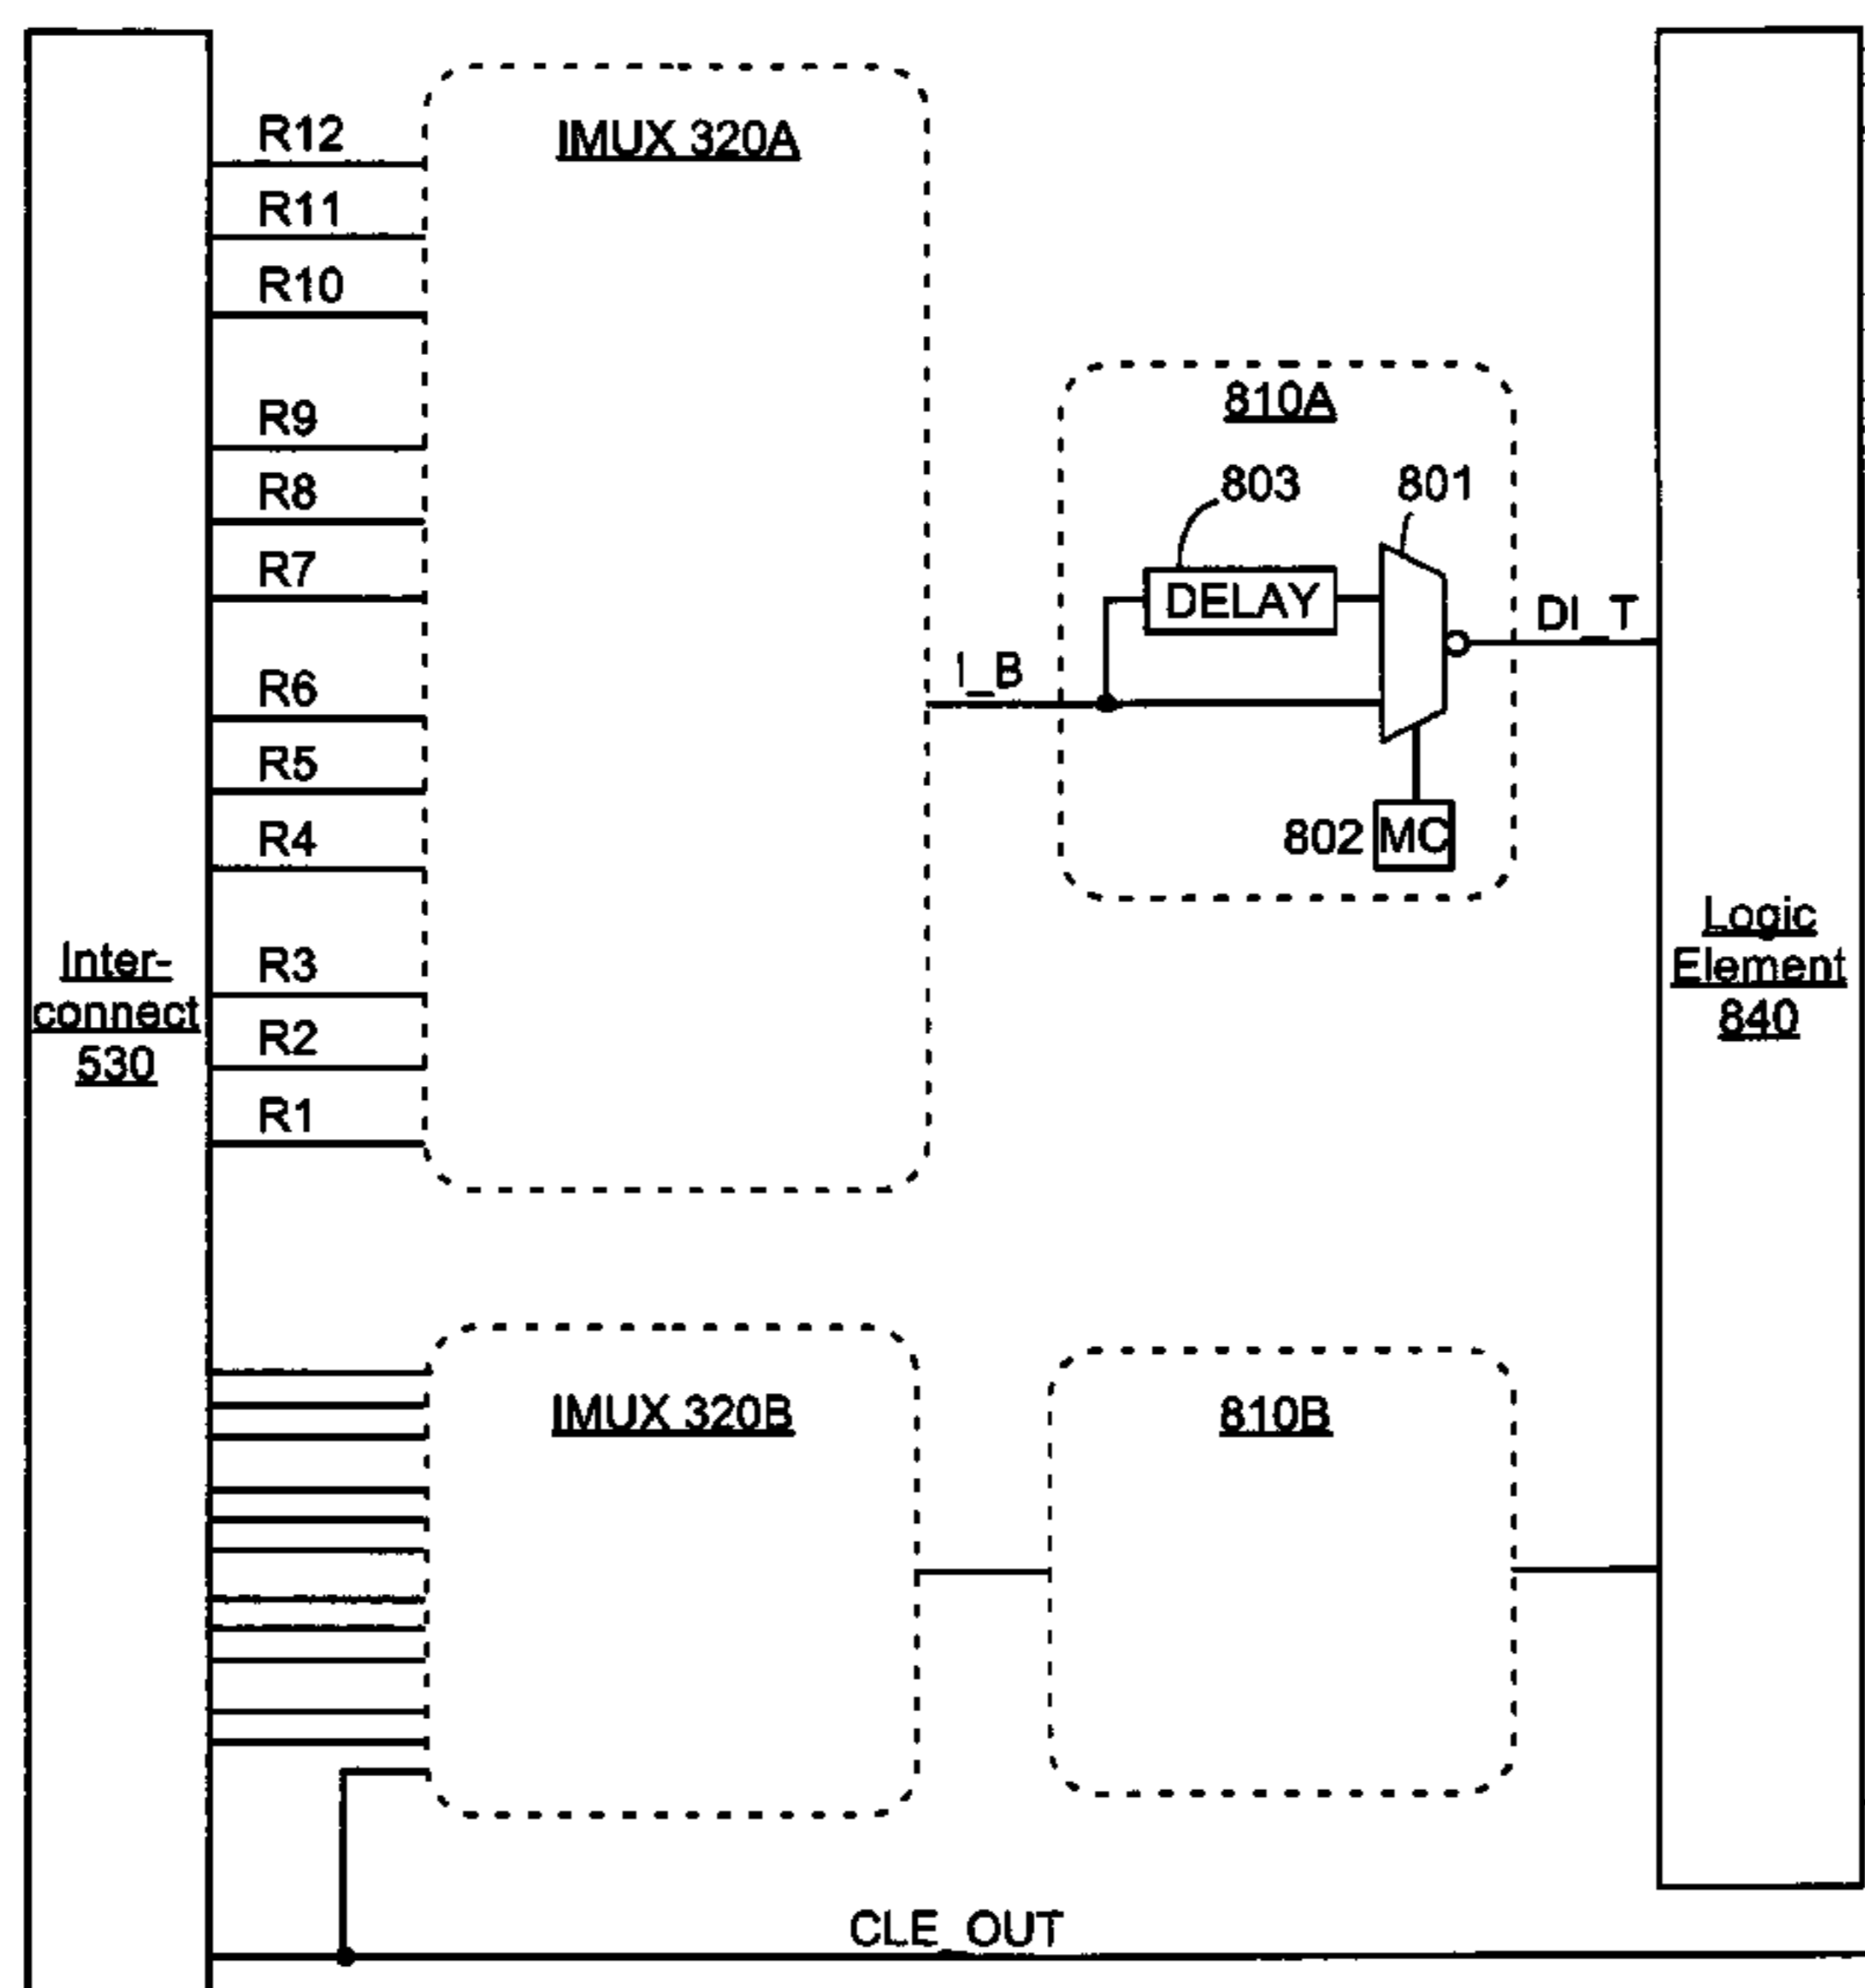 R12
IMUX 320A
R11
R10
810A
R9
803
801
R8
R7
DELAY
DI_T
I_B
R6
R5
R4
802
MC
Logic
Element
840
Inter-
connect
530
R3
R2
R1
IMUX 320B
810B
CLE_OUT